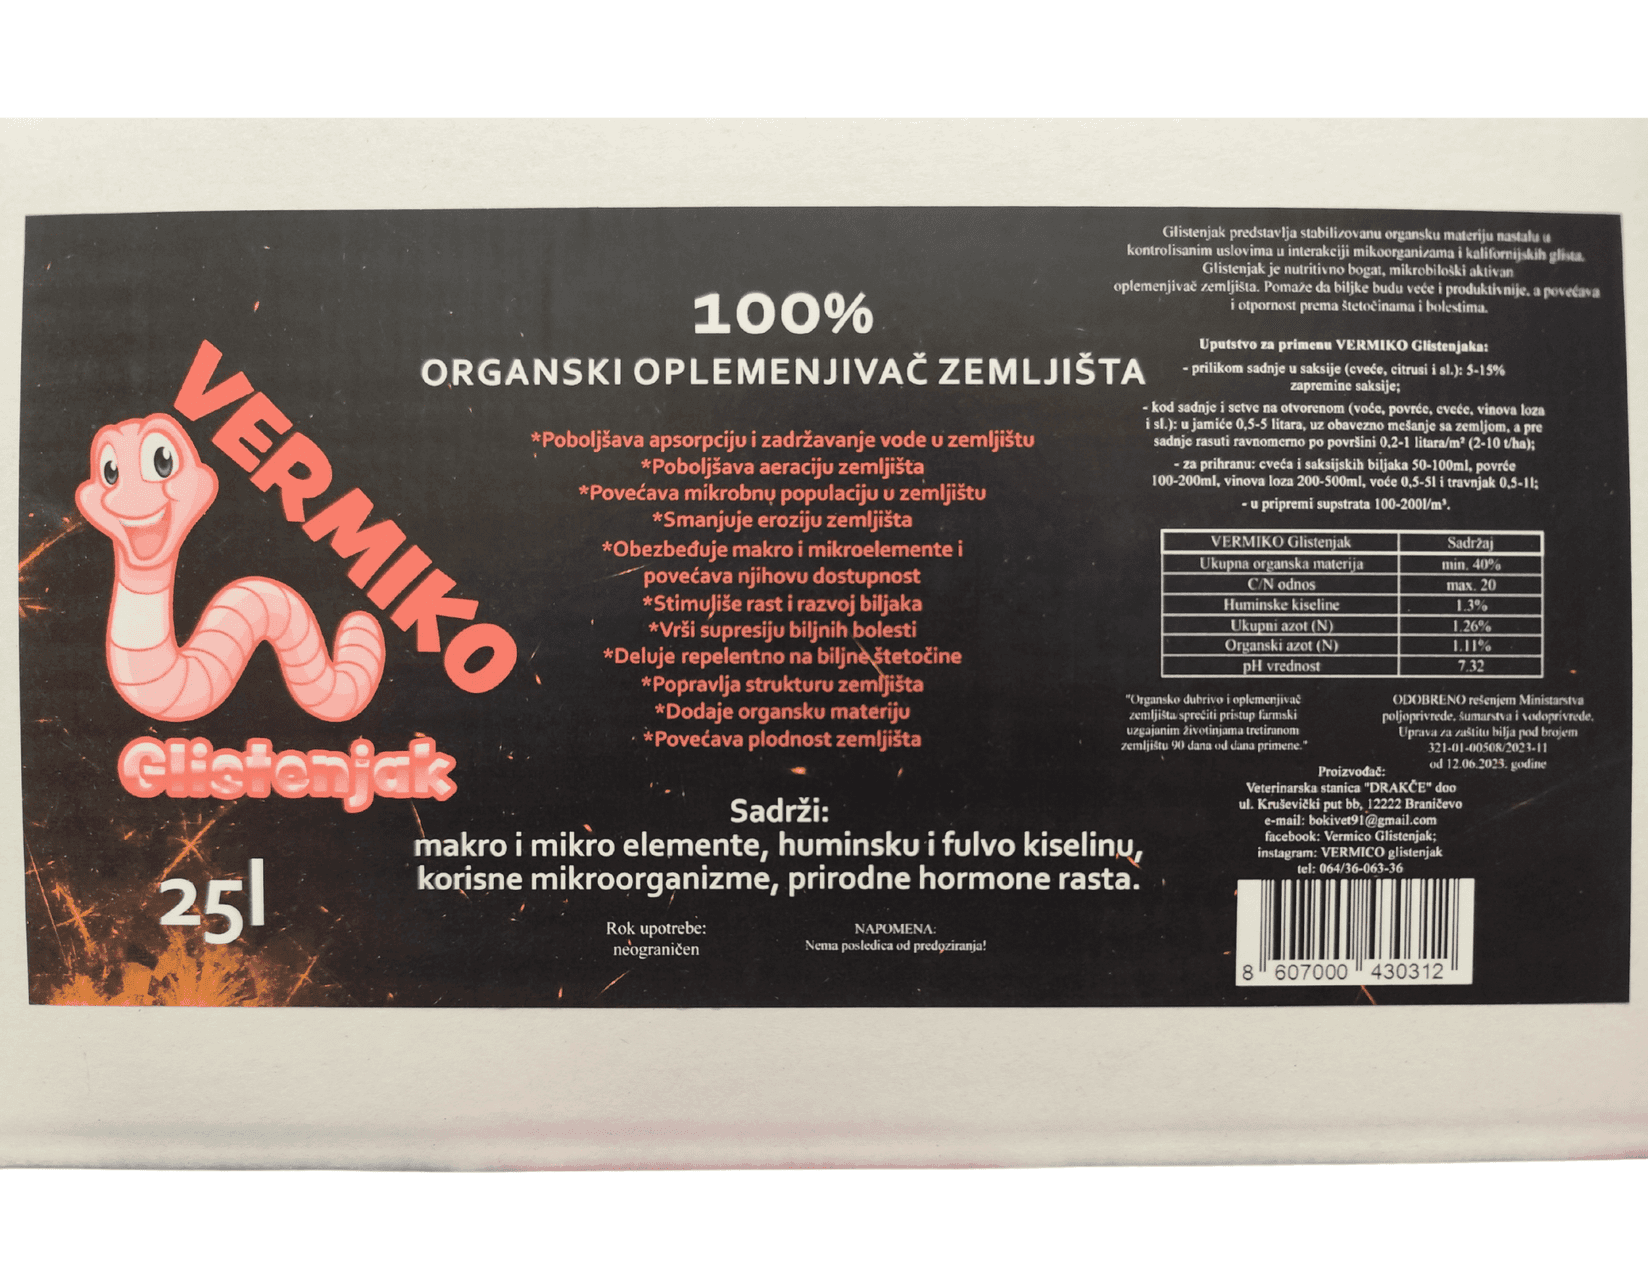 VERMIKO
Glistenjak
25l
100%
ORGANSKI OPLEMENJIVAČ ZEMLJIŠTA
*Poboljšava apsorpciju i zadržavanje vode u zemljištu
*Poboljšava aeraciju zemljišta
*Povećava mikrobnu populaciju u zemljištu
*Smanjuje eroziju zemljišta
*Obezbeđuje makro i mikroelemente i
povećava njihovu dostupnost
*Stimuliše rast i razvoj biljaka
*Vrši supresiju biljnih bolesti
*Deluje repelentno na biljne štetočine
*Popravlja strukturu zemljišta
*Dodaje organsku materiju
*Povećava plodnost zemljišta
Sadrži:
makro i mikro elemente, huminsku i fulvo kiselinu,
korisne mikroorganizme, prirodne hormone rasta.
Rok upotrebe:
neograničen
NAPOMENA:
Nema posledica od predoziranja!
Glistenjak predstavlja stabilizovanu organsku materiju nastalu u
kontrolisanim uslovima u interakciji mikoorganizama i kalifornijskih glista.
Glistenjak je nutritivno bogat, mikrobiloški aktivan
oplemenjivač zemljišta. Pomaže da biljke budu veće i produktivnije, a povećava
i otpornost prema štetočinama i bolestima.
Uputstvo za primenu VERMIKO Glistenjaka:
- prilikom sadnje u saksije (cveće, citrusi i sl.): 5-15%
zapremine saksije;
- kod sadnje i setve na otvorenom (voće, povrće, cveće, vinova loza
i sl.): u jamiće 0,5-5 litara, uz obavezno mešanje sa zemljom, a pre
sadnje rasuti ravnomerno po površini 0,2-1 litara/m² (2-10 t/ha);
- za prihranu: cveća i saksijskih biljaka 50-100ml, povrće
100-200ml, vinova loza 200-500ml, voće 0,5-5l i travnjak 0,5-1l;
- u pripremi supstrata 100-200l/m³.
VERMIKO Glistenjak Sadržaj
Ukupna organska materija min. 40%
C/N odnos max. 20
Huminske kiseline 1.3%
Ukupni azot (N) 1.26%
Organski azot (N) 1.11%
pH vrednost 7.32
"Organsko dubrivo i oplemenjivač
zemljišta sprečiti pristup farmski
uzgajanim životinjama tretiranom
zemljištu 90 dana od dana primene."
ODOBRENO rešenjem Ministarstva
poljoprivrede, šumarstva i vodoprivrede,
Uprava za zaštitu bilja pod brojem
321-01-00508/2023-11
od 12.06.2023. godine
Proizvođač:
Veterinarska stanica "DRAKČE" doo
ul. Kruševički put bb, 12222 Braničevo
e-mail: bokivet91@gmail.com
facebook: Vermico Glistenjak;
instagram: VERMICO glistenjak
tel: 064/36-063-36
8 607000 430312